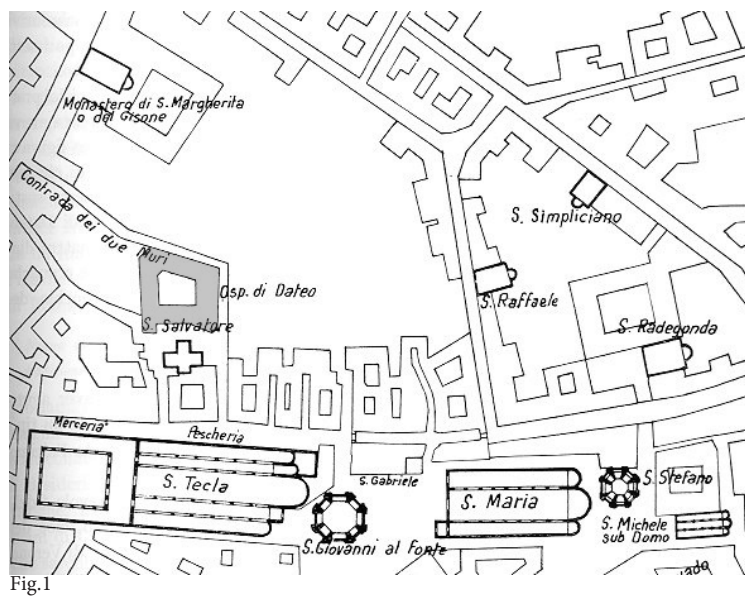 Monastero di S. Margherita
o del Gisone
Contrada dei due Muri
S. Simpliciano
Osp. di Dateo
S. Raffaele
S. Salvatore
S. Radegonda
Merceria
Pescheria
S. Tecla
S. Gabriele
S. Maria
S. Stefano
S. Michele
sub Domo
S. Giovanni al Fonte
Fig.1